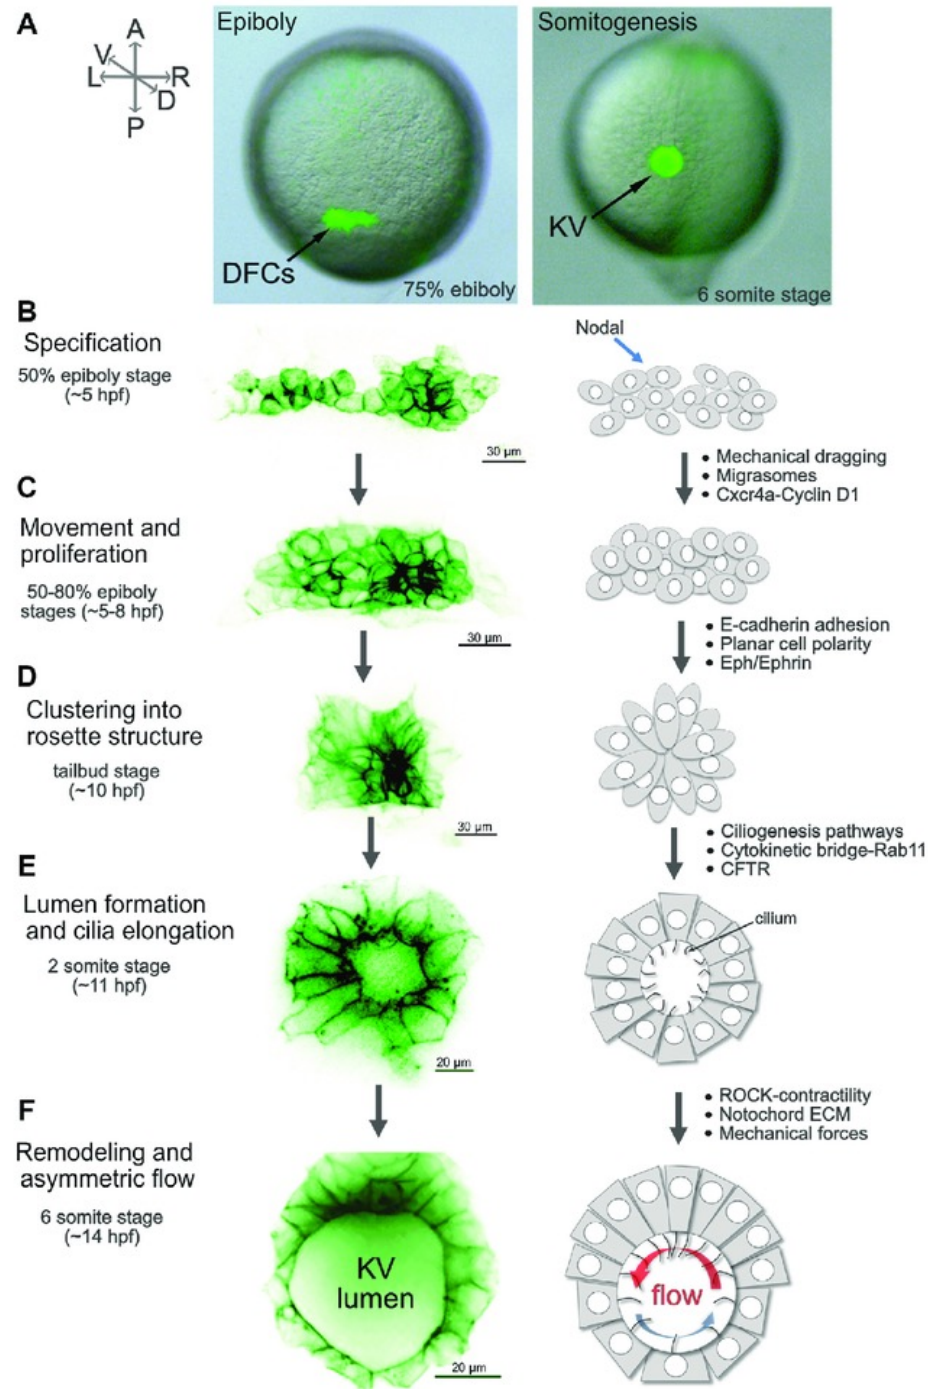 A
A
V
L
R
D
P
Epiboly
DFCs
75% ebiboly
Somitogenesis
KV
6 somite stage
B
Specification
50% epiboly stage
(~5 hpf)
30 µm
Nodal
• Mechanical dragging
• Migrasomes
• Cxcr4a-Cyclin D1
C
Movement and
proliferation
50-80% epiboly
stages (~5-8 hpf)
30 µm
• E-cadherin adhesion
• Planar cell polarity
• Eph/Ephrin
D
Clustering into
rosette structure
tailbud stage
(~10 hpf)
30 µm
• Ciliogenesis pathways
• Cytokinetic bridge-Rab11
• CFTR
E
Lumen formation
and cilia elongation
2 somite stage
(~11 hpf)
20 µm
cilium
• ROCK-contractility
• Notochord ECM
• Mechanical forces
F
Remodeling and
asymmetric flow
6 somite stage
(~14 hpf)
KV
lumen
20 µm
flow